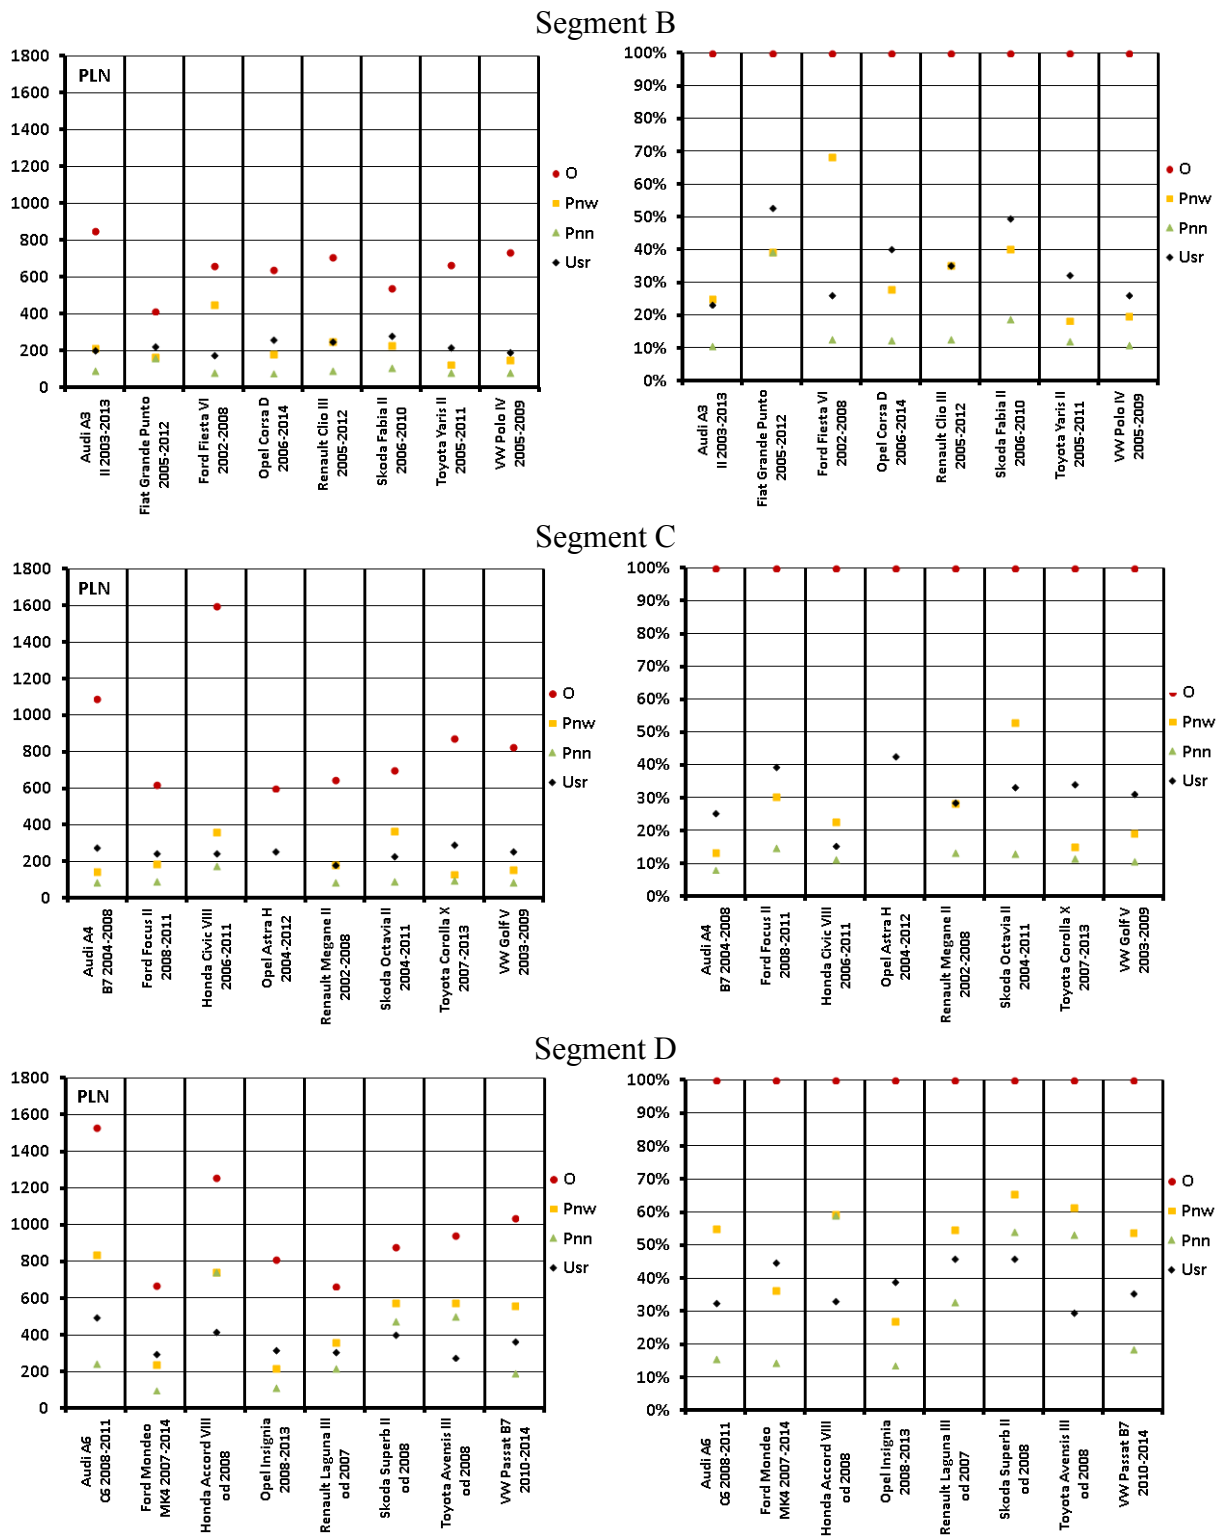 Segment B
1800
1600
1400
1200
1000
800
600
400
200
0
PLN
O
Pnw
Pnn
Usr
Audi A3
II 2003-2013
Fiat Grande Punto
2005-2012
Ford Fiesta VI
2002-2008
Opel Corsa D
2006-2014
Renault Clio III
2005-2012
Skoda Fabia II
2006-2010
Toyota Yaris II
2005-2011
VW Polo IV
2005-2009
100%
90%
80%
70%
60%
50%
40%
30%
20%
10%
0%
O
Pnw
Pnn
Usr
Audi A3
II 2003-2013
Fiat Grande Punto
2005-2012
Ford Fiesta VI
2002-2008
Opel Corsa D
2006-2014
Renault Clio III
2005-2012
Skoda Fabia II
2006-2010
Toyota Yaris II
2005-2011
VW Polo IV
2005-2009
Segment C
1800
1600
1400
1200
1000
800
600
400
200
0
PLN
O
Pnw
Pnn
Usr
Audi A4
B7 2004-2008
Ford Focus II
2008-2011
Honda Civic VIII
2006-2011
Opel Astra H
2004-2012
Renault Megane II
2002-2008
Skoda Octavia II
2004-2011
Toyota Corolla X
2007-2013
VW Golf V
2003-2009
100%
90%
80%
70%
60%
50%
40%
30%
20%
10%
0%
O
Pnw
Pnn
Usr
Audi A4
B7 2004-2008
Ford Focus II
2008-2011
Honda Civic VIII
2006-2011
Opel Astra H
2004-2012
Renault Megane II
2002-2008
Skoda Octavia II
2004-2011
Toyota Corolla X
2007-2013
VW Golf V
2003-2009
Segment D
1800
1600
1400
1200
1000
800
600
400
200
0
PLN
O
Pnw
Pnn
Usr
Audi A6
C6 2008-2011
Ford Mondeo
MK4 2007-2014
Honda Accord VIII
od 2008
Opel Insignia
2008-2013
Renault Laguna III
od 2007
Skoda Superb II
od 2008
Toyota Avensis III
od 2008
VW Passat B7
2010-2014
100%
90%
80%
70%
60%
50%
40%
30%
20%
10%
0%
O
Pnw
Pnn
Usr
Audi A6
C6 2008-2011
Ford Mondeo
MK4 2007-2014
Honda Accord VIII
od 2008
Opel Insignia
2008-2013
Renault Laguna III
od 2007
Skoda Superb II
od 2008
Toyota Avensis III
od 2008
VW Passat B7
2010-2014